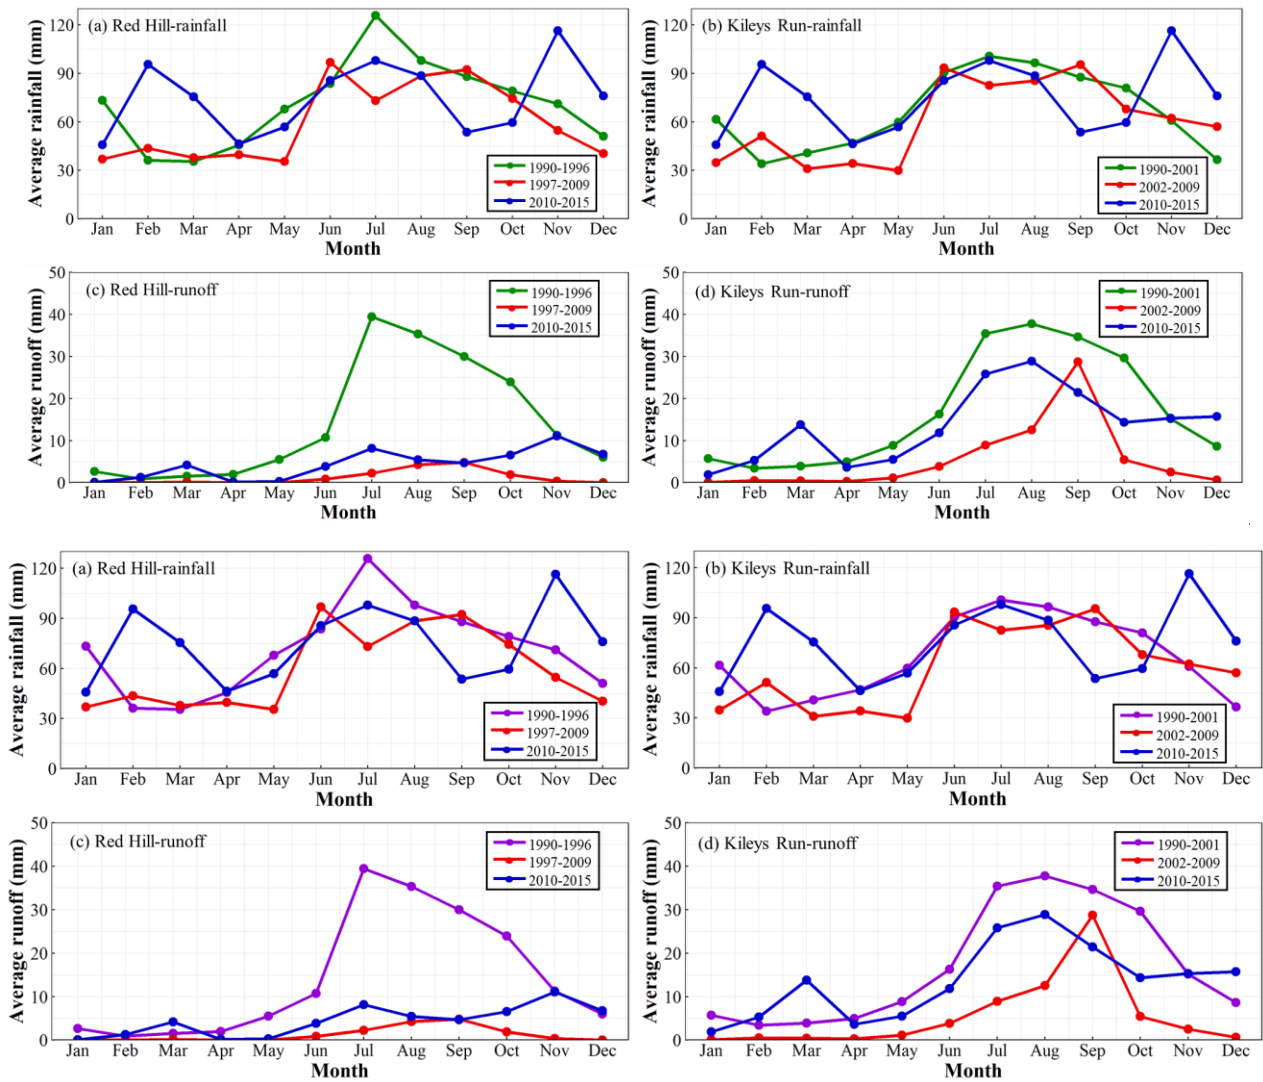 (a) Red Hill-rainfall
Average rainfall (mm)
120
90
60
30
0
1990-1996
1997-2009
2010-2015
Jan Feb Mar Apr May Jun Jul Aug Sep Oct Nov Dec
Month
(b) Kileys Run-rainfall
Average rainfall (mm)
120
90
60
30
0
1990-2001
2002-2009
2010-2015
Jan Feb Mar Apr May Jun Jul Aug Sep Oct Nov Dec
Month
(c) Red Hill-runoff
Average runoff (mm)
50
40
30
20
10
0
1990-1996
1997-2009
2010-2015
Jan Feb Mar Apr May Jun Jul Aug Sep Oct Nov Dec
Month
(d) Kileys Run-runoff
Average runoff (mm)
50
40
30
20
10
0
1990-2001
2002-2009
2010-2015
Jan Feb Mar Apr May Jun Jul Aug Sep Oct Nov Dec
Month
(a) Red Hill-rainfall
Average rainfall (mm)
120
90
60
30
0
1990-1996
1997-2009
2010-2015
Jan Feb Mar Apr May Jun Jul Aug Sep Oct Nov Dec
Month
(b) Kileys Run-rainfall
Average rainfall (mm)
120
90
60
30
0
1990-2001
2002-2009
2010-2015
Jan Feb Mar Apr May Jun Jul Aug Sep Oct Nov Dec
Month
(c) Red Hill-runoff
Average runoff (mm)
50
40
30
20
10
0
1990-1996
1997-2009
2010-2015
Jan Feb Mar Apr May Jun Jul Aug Sep Oct Nov Dec
Month
(d) Kileys Run-runoff
Average runoff (mm)
50
40
30
20
10
0
1990-2001
2002-2009
2010-2015
Jan Feb Mar Apr May Jun Jul Aug Sep Oct Nov Dec
Month